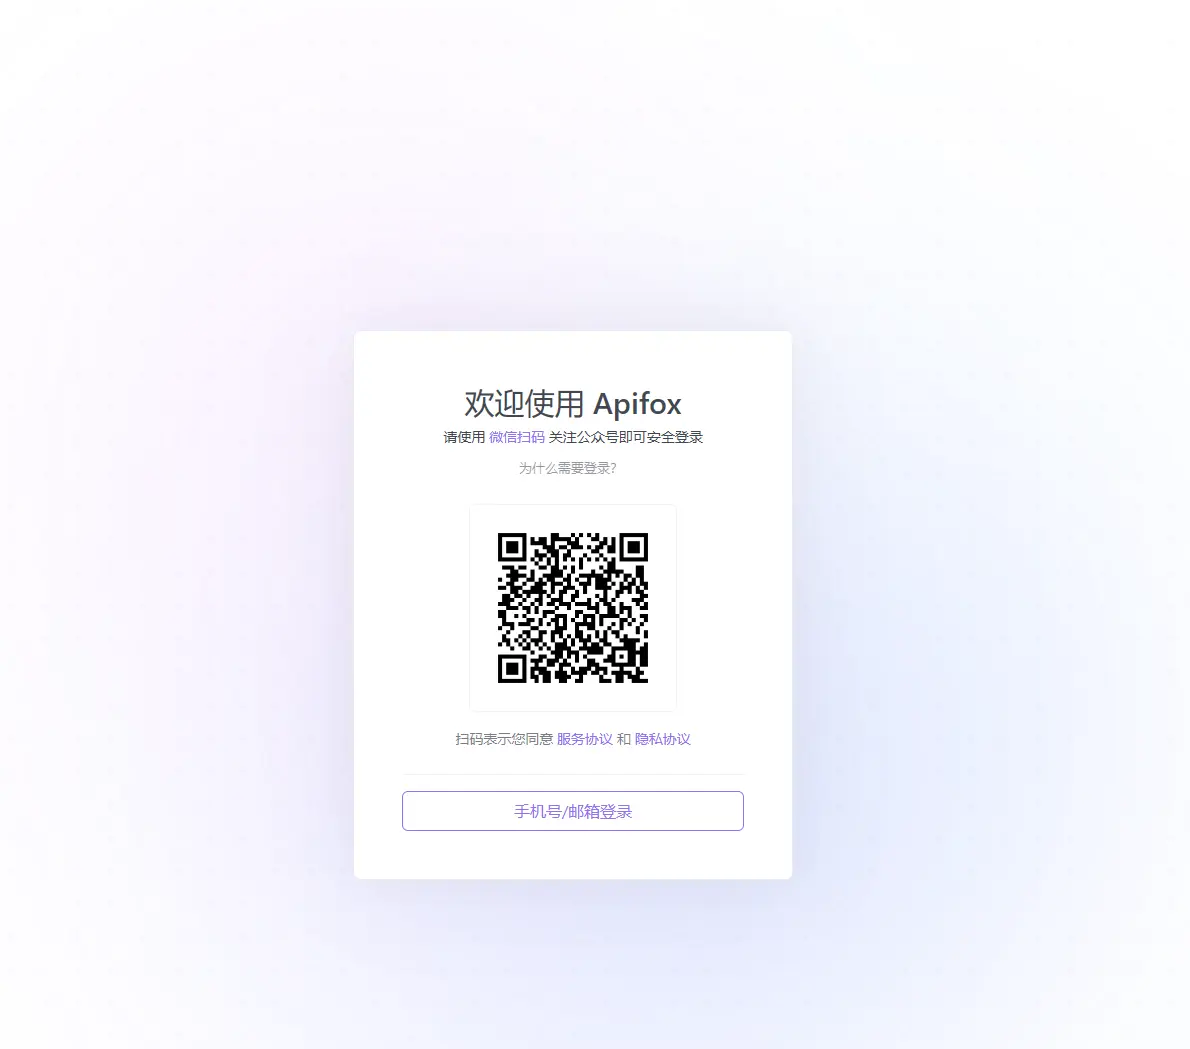 欢迎使用 Apifox
请使用 微信扫码 关注公众号即可安全登录
为什么需要登录?
扫码表示您同意 服务协议 和 隐私协议
手机号/邮箱登录